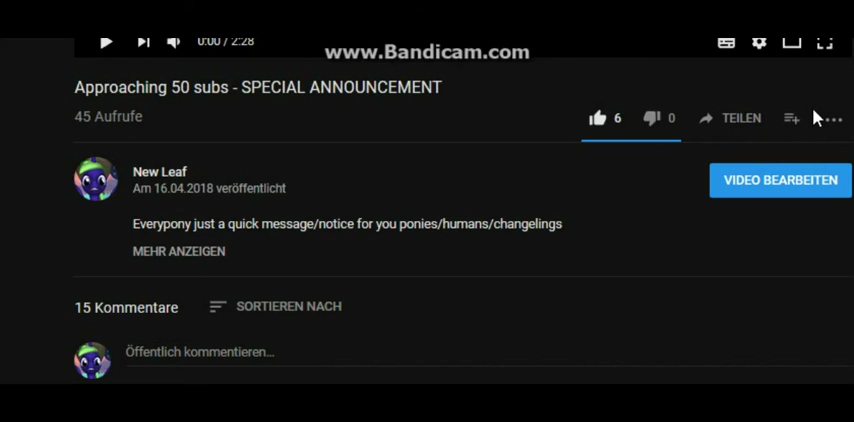 0:00 / 2:28
www.Bandicam.com
Approaching 50 subs - SPECIAL ANNOUNCEMENT
45 Aufrufe
6
0
TEILEN
New Leaf
Am 16.04.2018 veröffentlicht
VIDEO BEARBEITEN
Everypony just a quick message/notice for you ponies/humans/changelings
MEHR ANZEIGEN
15 Kommentare
SORTIEREN NACH
Öffentlich kommentieren...